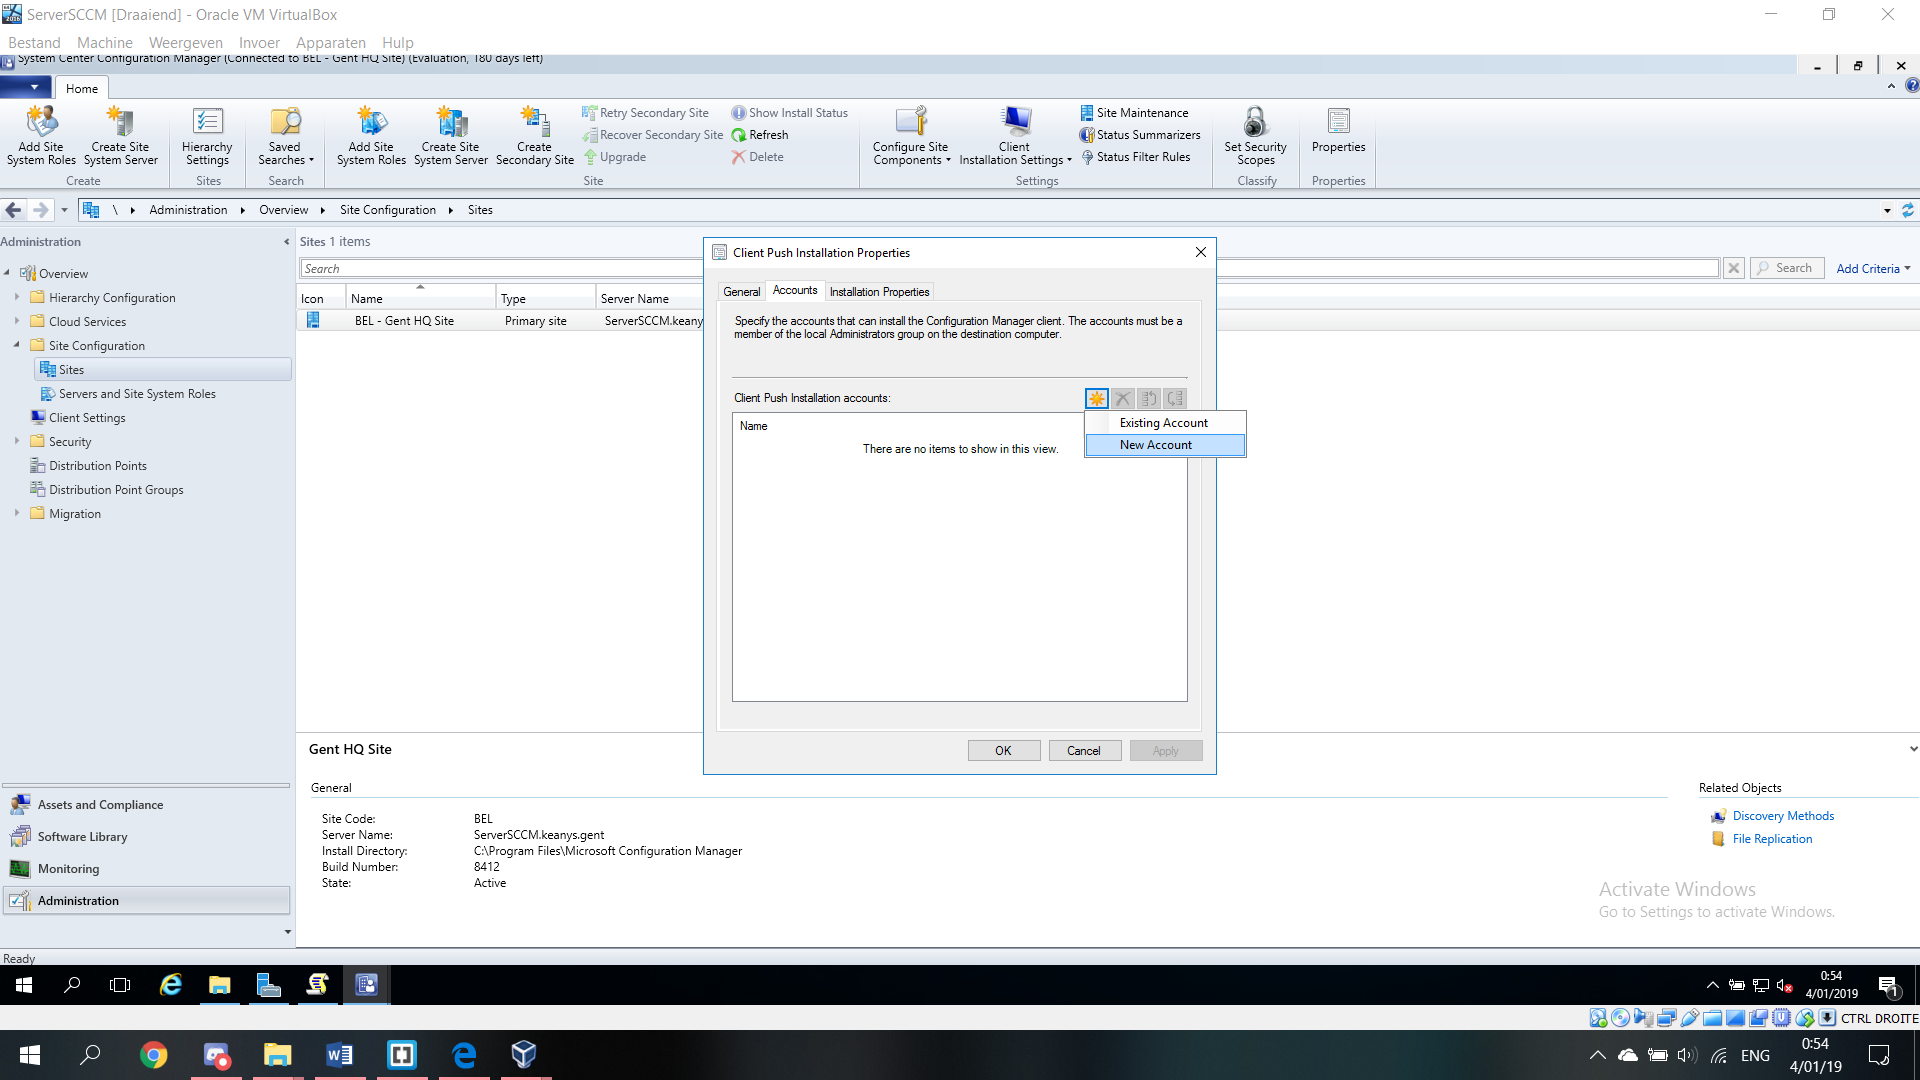 ServerSCCM [Draaiend] - Oracle VM VirtualBox
Bestand Machine Weergeven Invoer Apparaten Hulp
System Center Configuration Manager (Connected to BEL - Gent HQ Site) (Evaluation, 180 days left)
Home
Add Site System Roles
Create Site System Server
Create
Hierarchy Settings
Sites
Saved Searches
Search
Add Site System Roles
Create Site System Server
Create Secondary Site
Retry Secondary Site
Recover Secondary Site
Upgrade
Show Install Status
Refresh
Delete
Site
Configure Site Components
Client Installation Settings
Site Maintenance
Status Summarizers
Status Filter Rules
Settings
Set Security Scopes
Classify
Properties
Properties
\ Administration Overview Site Configuration Sites
Administration
Overview
Hierarchy Configuration
Cloud Services
Site Configuration
Sites
Servers and Site System Roles
Client Settings
Security
Distribution Points
Distribution Point Groups
Migration
Assets and Compliance
Software Library
Monitoring
Administration
Sites 1 items
Search
Search
Add Criteria
Icon Name Type Server Name
BEL - Gent HQ Site Primary site ServerSCCM.keany
Client Push Installation Properties
General Accounts Installation Properties
Specify the accounts that can install the Configuration Manager client. The accounts must be a
member of the local Administrators group on the destination computer.
Client Push Installation accounts:
Existing Account
New Account
Name
There are no items to show in this view.
OK Cancel Apply
Gent HQ Site
General
Site Code: BEL
Server Name: ServerSCCM.keanys.gent
Install Directory: C:\Program Files\Microsoft Configuration Manager
Build Number: 8412
State: Active
Related Objects
Discovery Methods
File Replication
Activate Windows
Go to Settings to activate Windows.
Ready
0:54
4/01/2019
1
CTRL DROITE
ENG
0:54
4/01/19